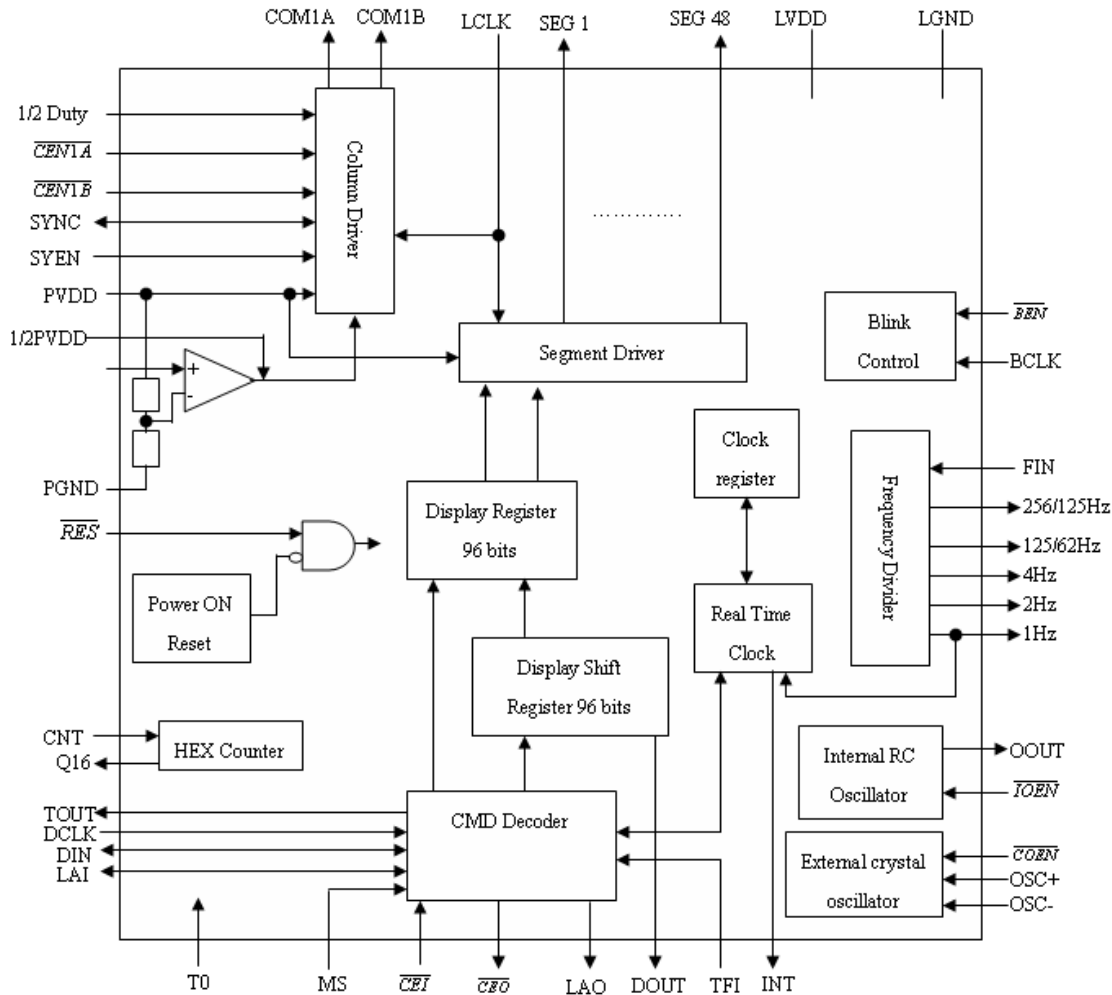 COM1A COM1B LCLK SEG 1 SEG 48 LVDD LGND
1/2 Duty
CEN1A
CEN1B
SYNC
SYEN
PVDD
1/2PVDD
+
-
PGND
RES
Column Driver
………….
Segment Driver
Blink
Control
BEN
BCLK
Clock
register
Frequency Divider
FIN
256/125Hz
125/62Hz
4Hz
2Hz
1Hz
Display Register
96 bits
Power ON
Reset
Real Time
Clock
Display Shift
Register 96 bits
CNT
Q16
HEX Counter
Internal RC
Oscillator
OOUT
IOEN
TOUT
DCLK
DIN
LAI
CMD Decoder
External crystal
oscillator
COEN
OSC+
OSC-
T0 MS CEI CEO LAO DOUT TFI INT